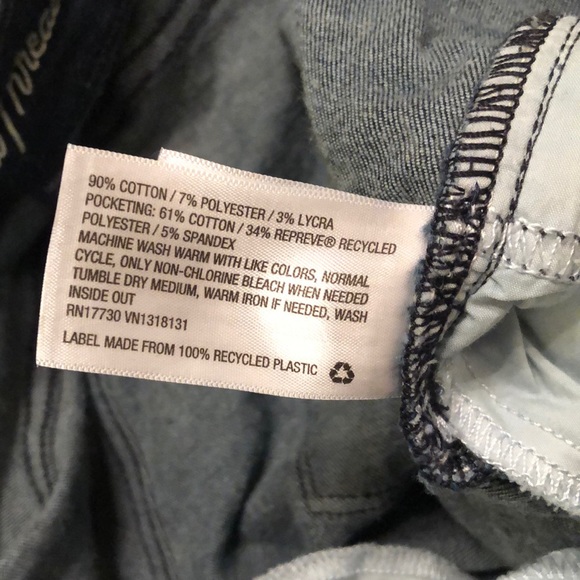 90% COTTON / 7% POLYESTER / 3% LYCRA
POCKETING: 61% COTTON / 34% REPREVE® RECYCLED
POLYESTER / 5% SPANDEX
MACHINE WASH WARM WITH LIKE COLORS, NORMAL
CYCLE, ONLY NON-CHLORINE BLEACH WHEN NEEDED
TUMBLE DRY MEDIUM, WARM IRON IF NEEDED, WASH
INSIDE OUT
RN17730 VN1318131
LABEL MADE FROM 100% RECYCLED PLASTIC